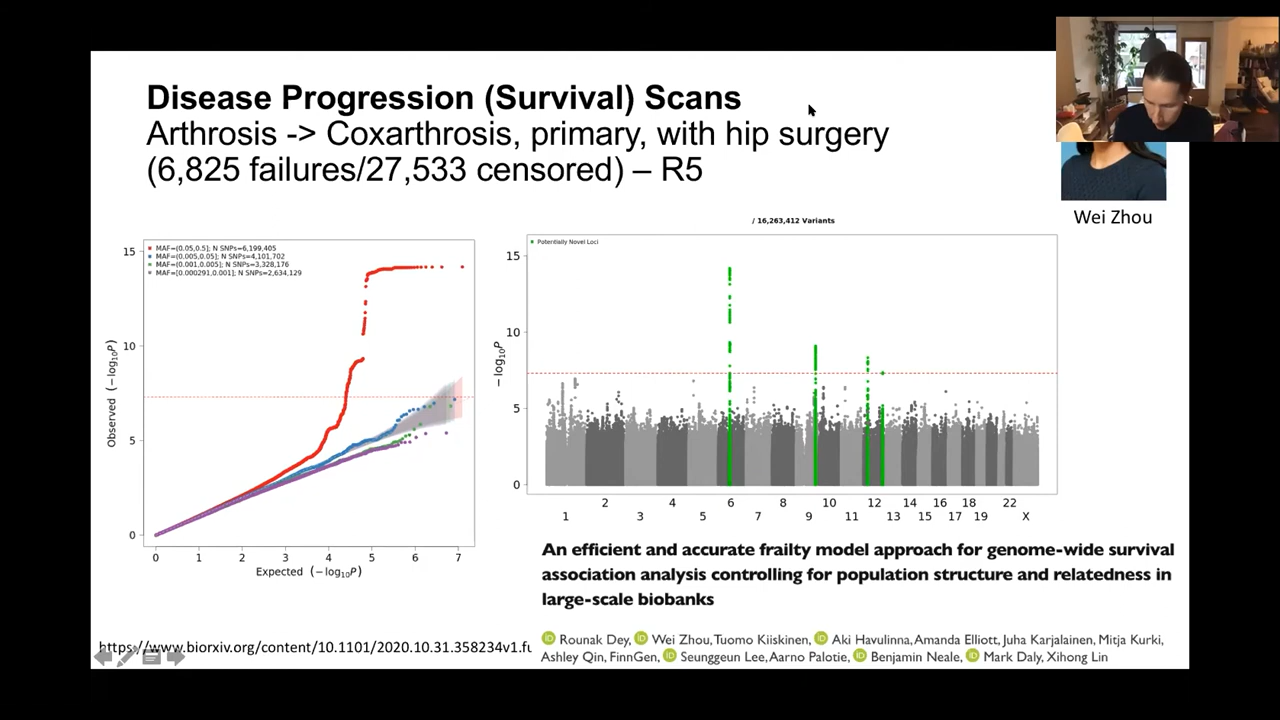 Disease Progression (Survival) Scans
Arthrosis -> Coxarthrosis, primary, with hip surgery
(6,825 failures/27,533 censored) – R5
Wei Zhou
MAF=(0.05,0.5]; N SNPs=6,199,405
MAF=(0.005,0.05]; N SNPs=4,101,702
MAF=(0.001,0.005]; N SNPs=3,328,176
MAF=[0.000291,0.001]; N SNPs=2,634,129
15
10
5
0
Observed (−log10P)
0 1 2 3 4 5 6 7
Expected (−log10P)
/ 16,263,412 Variants
Potentially Novel Loci
15
10
5
0
−log10P
2 4 6 8 10 12 14 16 18 22
1 3 5 7 9 11 13 15 17 19 X
An efficient and accurate frailty model approach for genome-wide survival
association analysis controlling for population structure and relatedness in
large-scale biobanks
iD Rounak Dey, iD Wei Zhou, Tuomo Kiiskinen, iD Aki Havulinna, Amanda Elliott, Juha Karjalainen, Mitja Kurki,
Ashley Qin, FinnGen, iD Seunggeun Lee, Aarno Palotie, iD Benjamin Neale, iD Mark Daly, Xihong Lin
https://www.biorxiv.org/content/10.1101/2020.10.31.358234v1.fu